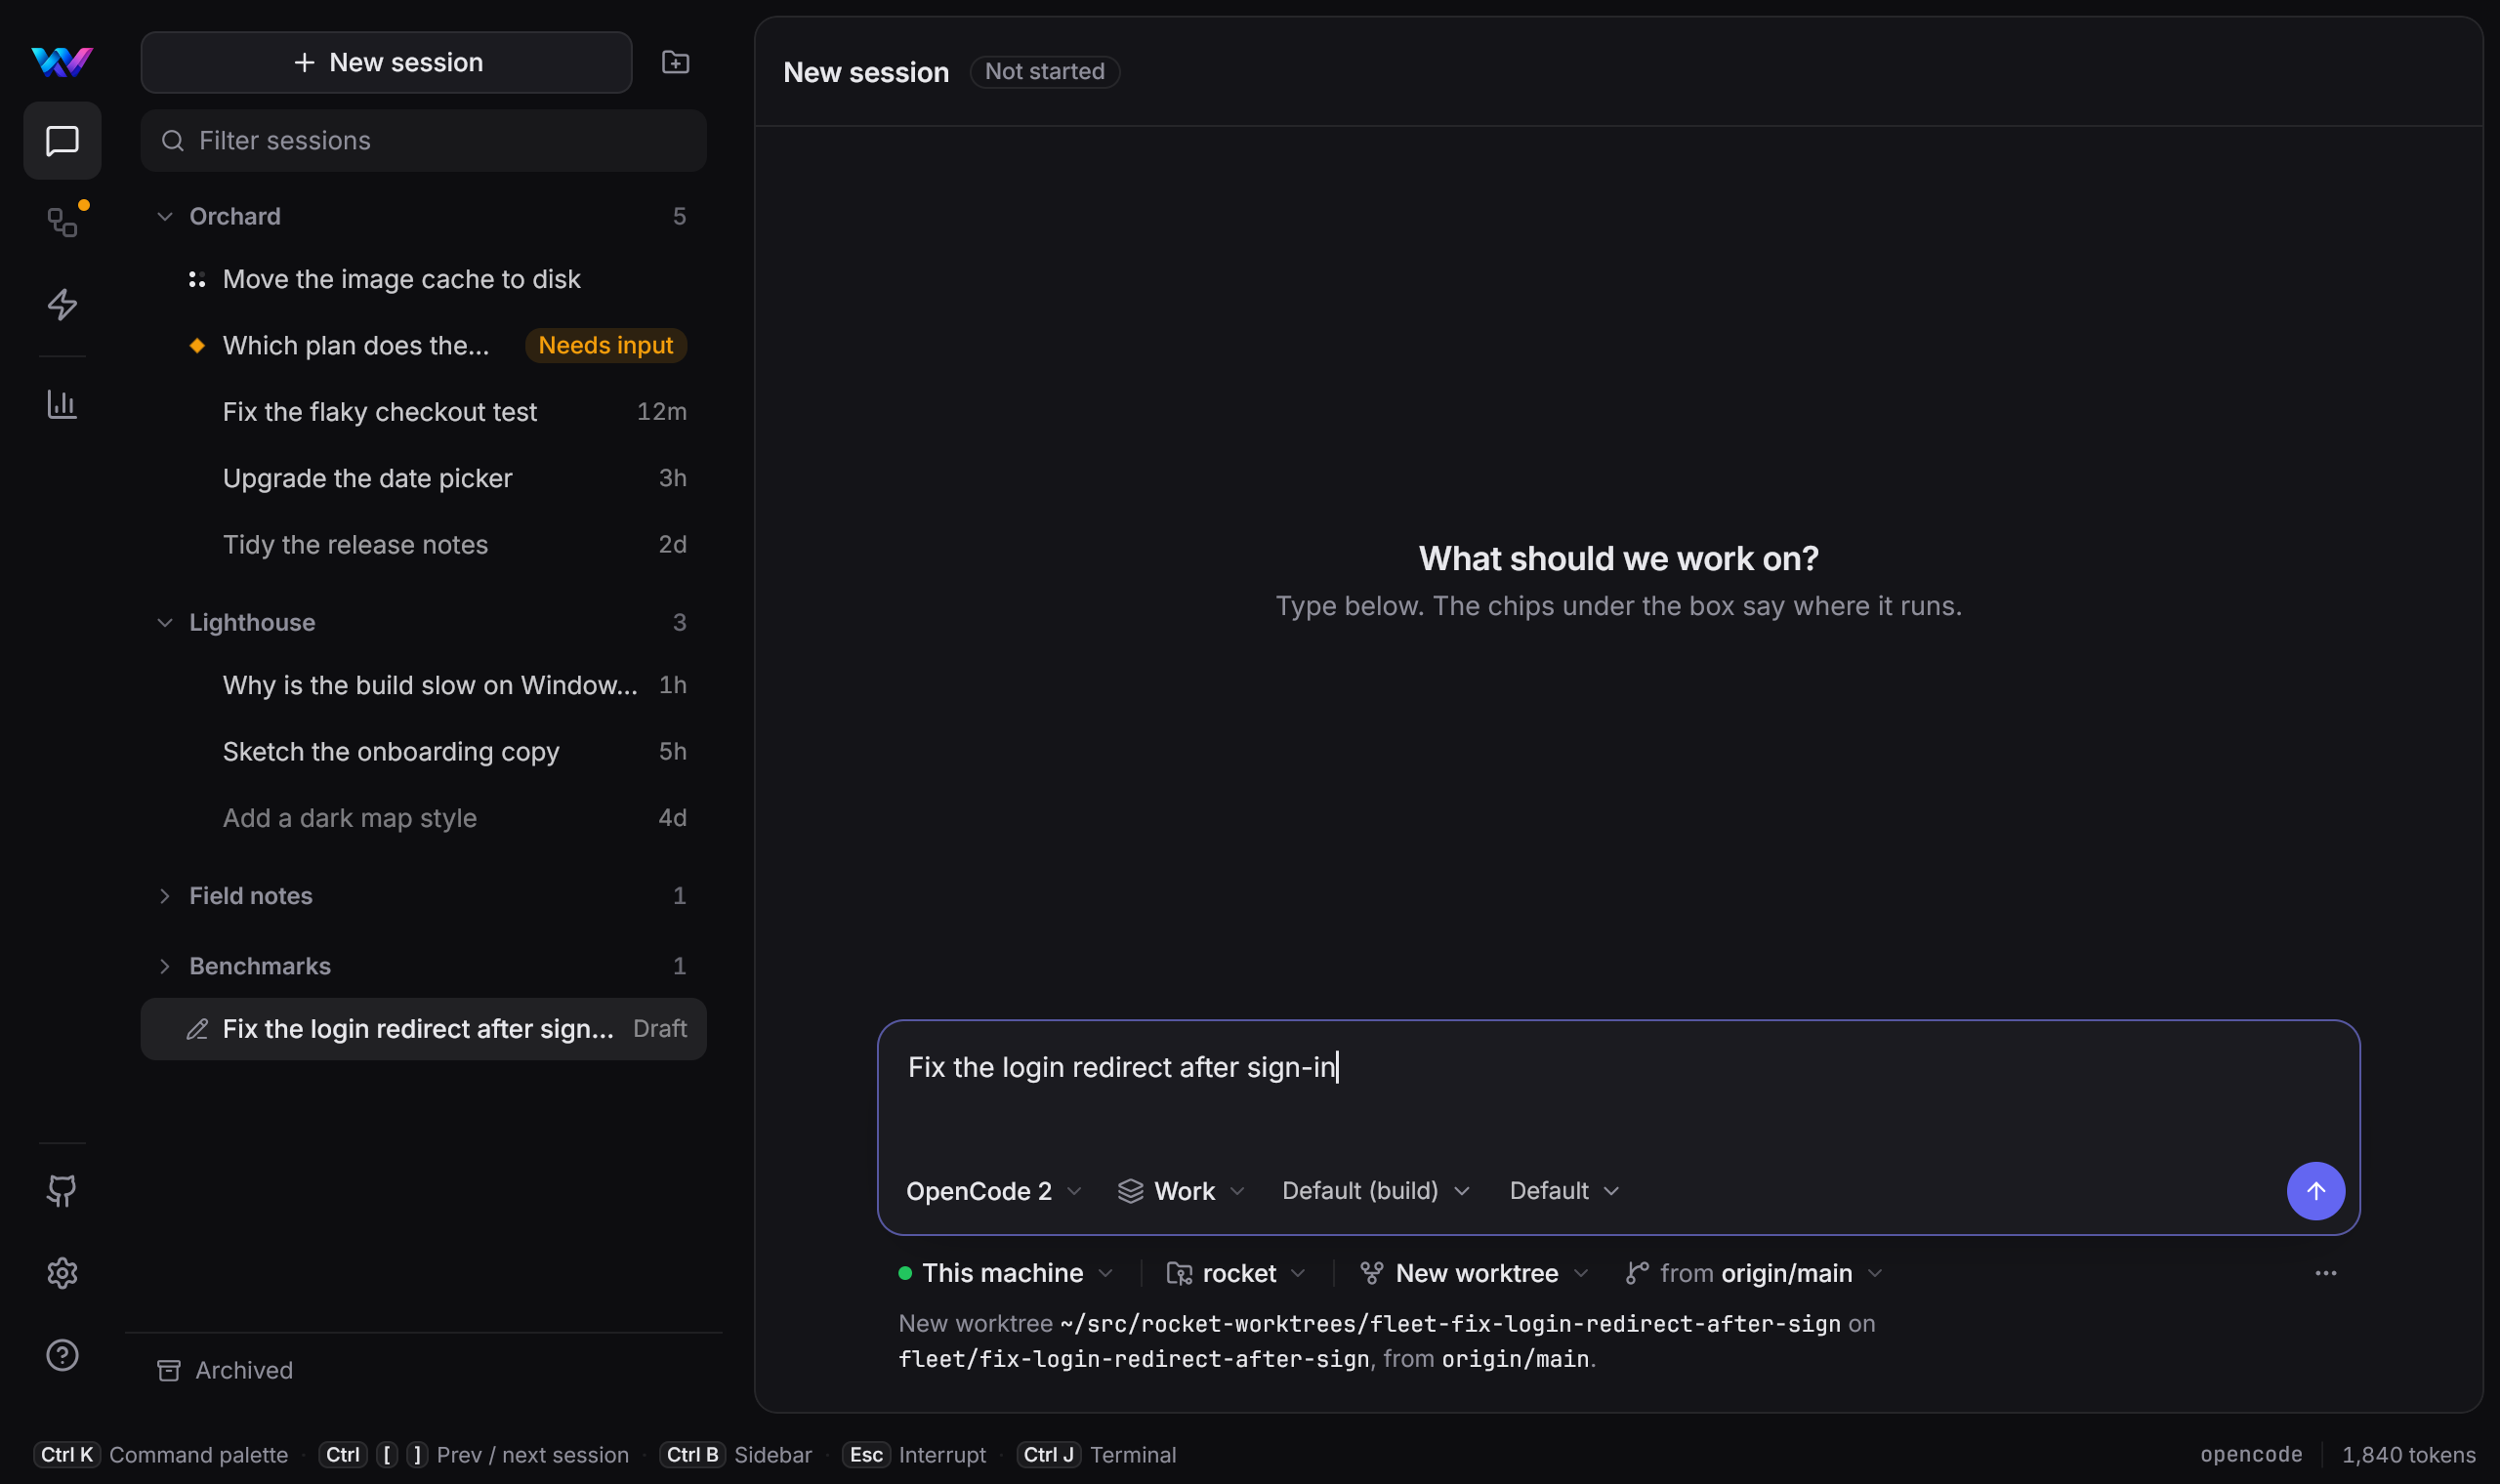 New session
Filter sessions
Orchard 5
Move the image cache to disk
Which plan does the... Needs input
Fix the flaky checkout test 12m
Upgrade the date picker 3h
Tidy the release notes 2d
Lighthouse 3
Why is the build slow on Window... 1h
Sketch the onboarding copy 5h
Add a dark map style 4d
Field notes 1
Benchmarks 1
Fix the login redirect after sign... Draft
Archived
New session Not started
What should we work on?
Type below. The chips under the box say where it runs.
Fix the login redirect after sign-in
OpenCode 2 Work Default (build) Default
This machine rocket New worktree from origin/main
New worktree ~/src/rocket-worktrees/fleet-fix-login-redirect-after-sign on
fleet/fix-login-redirect-after-sign, from origin/main.
Ctrl K Command palette · Ctrl [ ] Prev / next session · Ctrl B Sidebar · Esc Interrupt · Ctrl J Terminal opencode 1,840 tokens